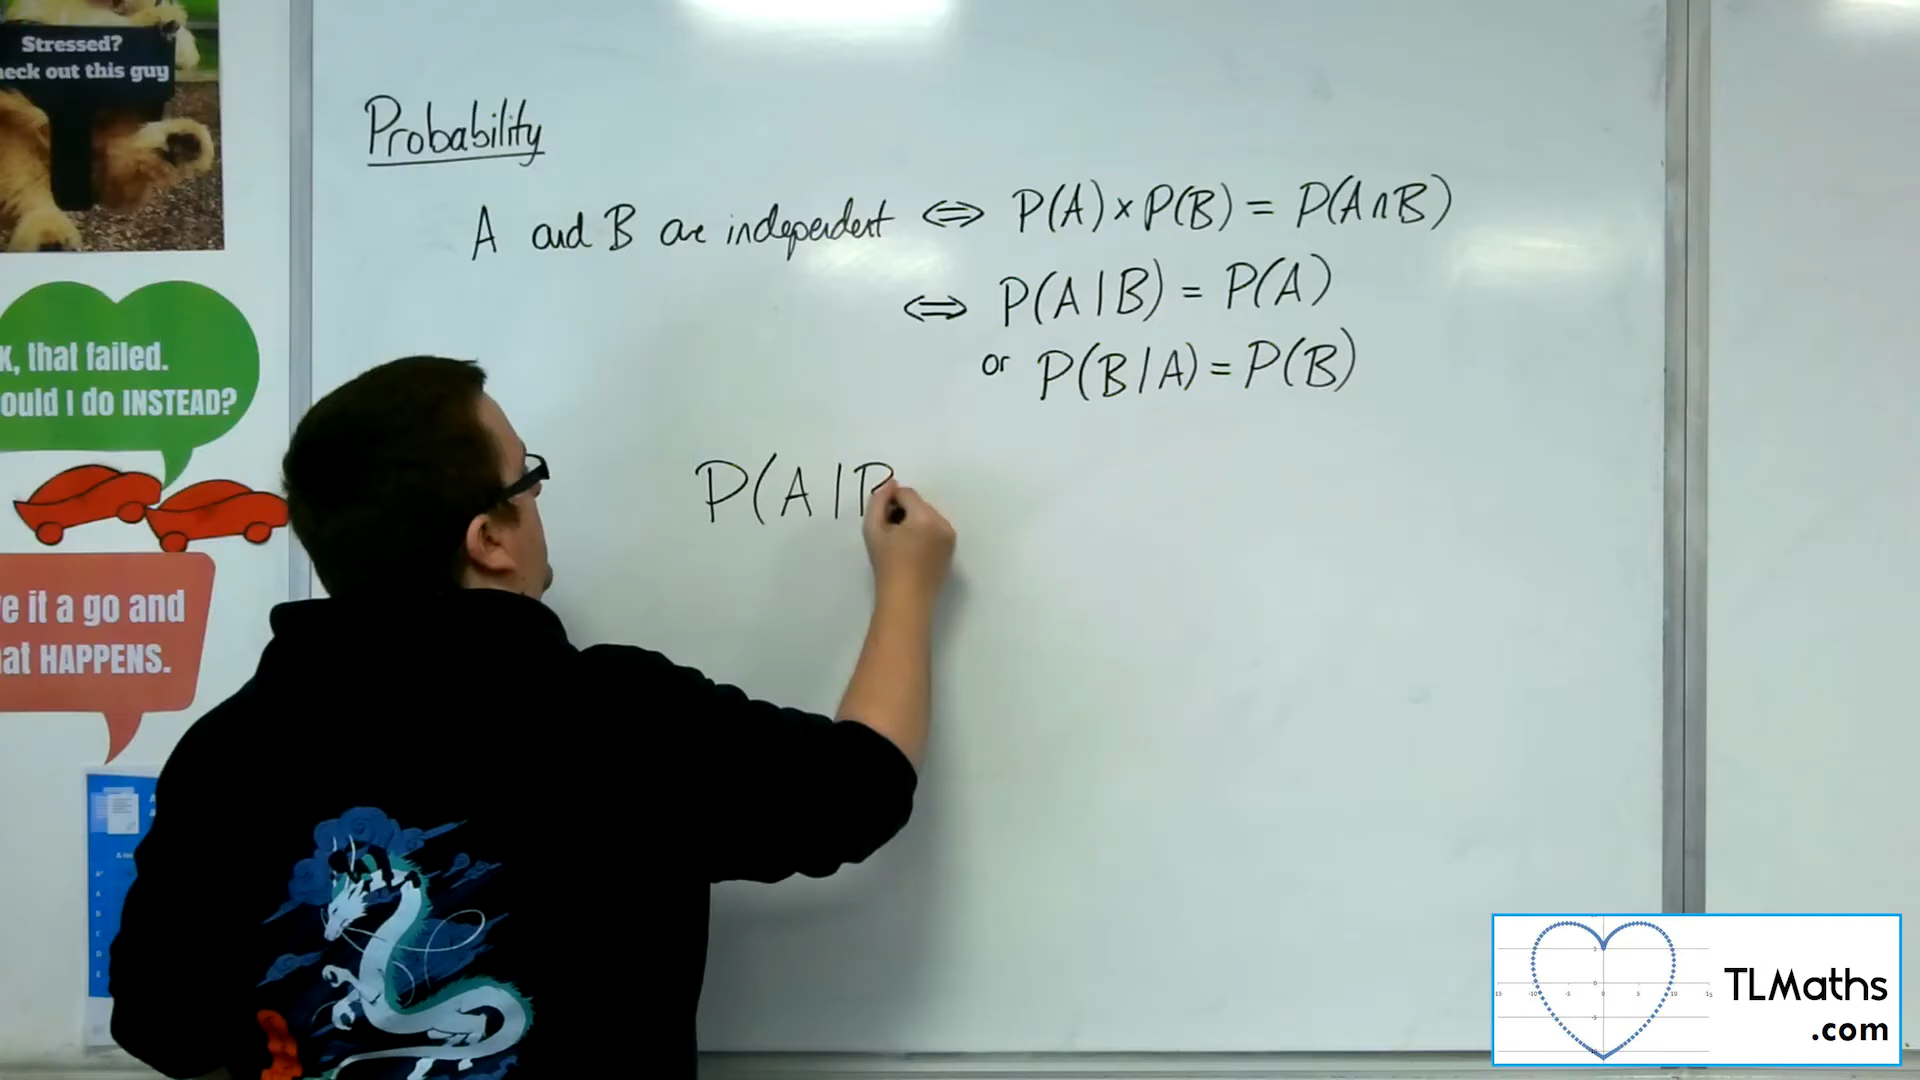 Stressed?
eck out this guy
K, that failed.
ould I do INSTEAD?
e it a go and
at HAPPENS.
Probability
A and B are independent ⇔ P(A) × P(B) = P(A∩B)
⇔ P(A|B) = P(A)
or P(B|A) = P(B)
P(A|P
TLMaths
.com